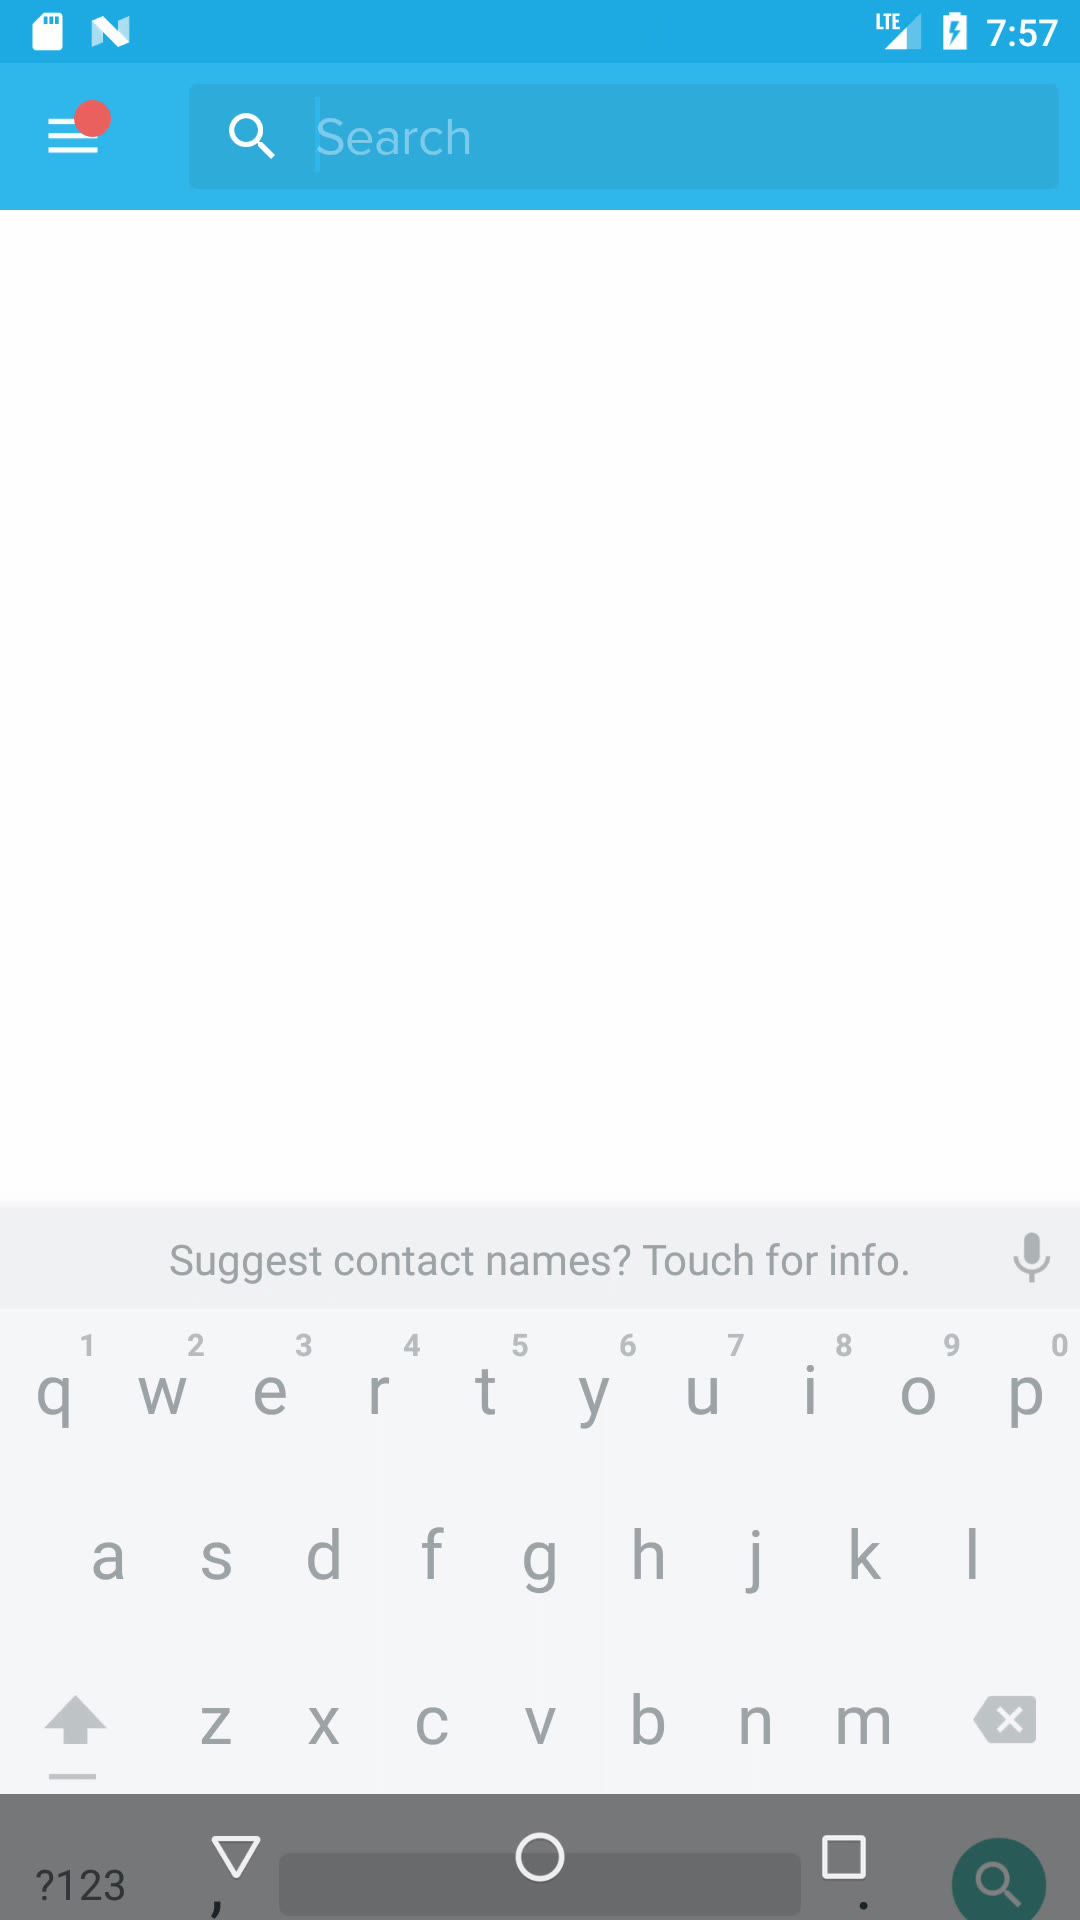 LTE 7:57
Search
Suggest contact names? Touch for info.
1 2 3 4 5 6 7 8 9 0
q w e r t y u i o p
a s d f g h j k l
z x c v b n m
?123 , .